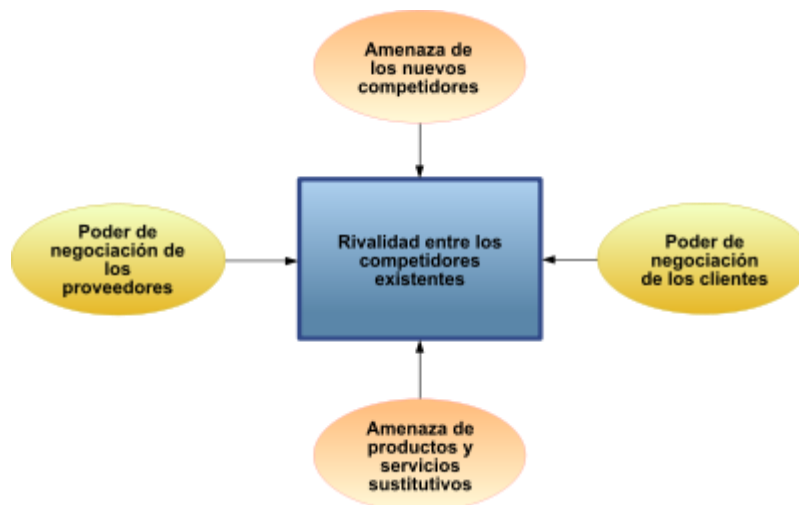 Amenaza de
los nuevos
competidores
Poder de
negociación de
los
proveedores
Rivalidad entre los
competidores
existentes
Poder de
negociación
de los clientes
Amenaza de
productos y
servicios
sustitutivos